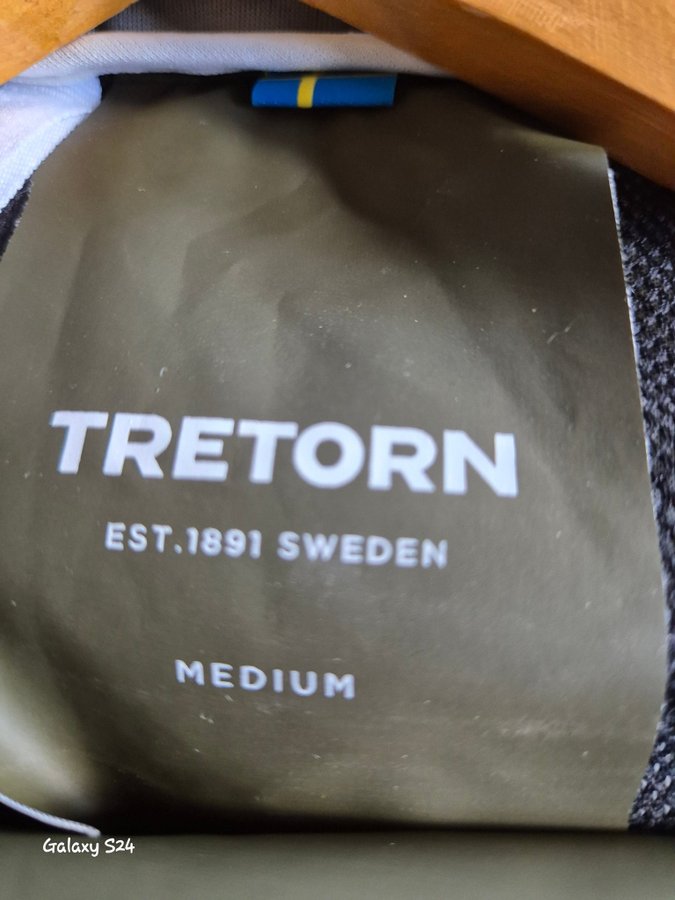 TRETORN
EST.1891 SWEDEN
MEDIUM
Galaxy S24